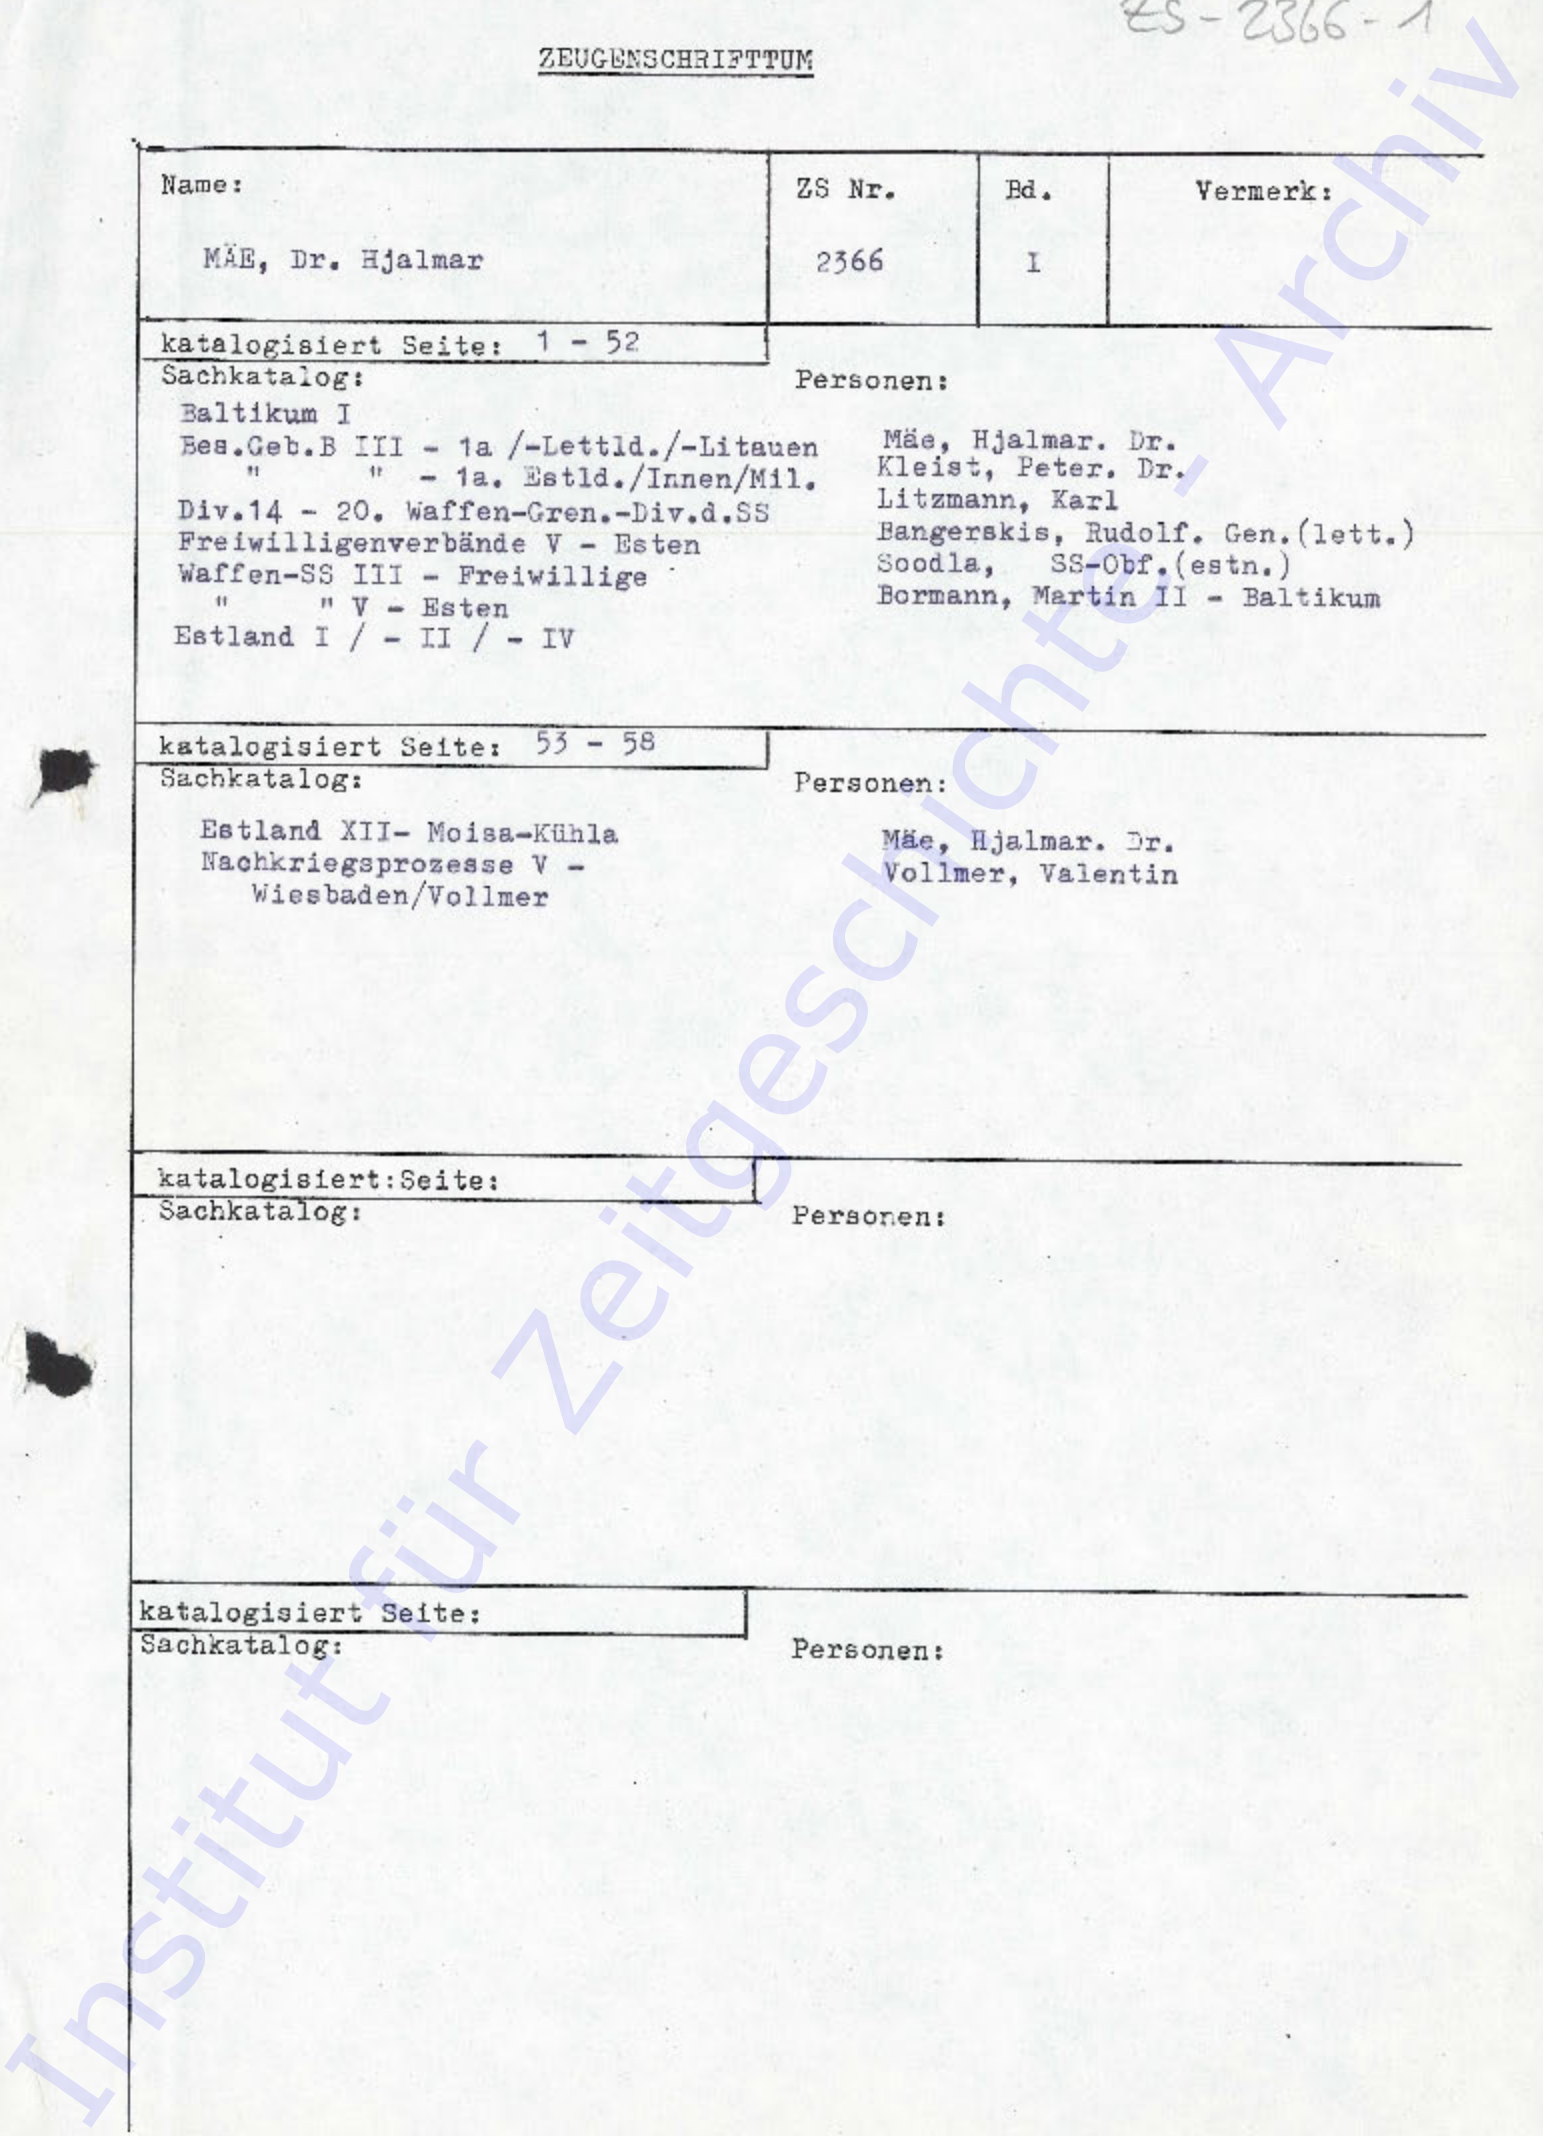 ZS - 2366 - 1
ZEUGENSCHRIFTTUM
Name:
MÄE, Dr. Hjalmar
ZS Nr.
2366
Bd.
I
Vermerk:
katalogisiert Seite: 1 - 52
Sachkatalog:
Baltikum I
Bes.Geb.B III - 1a /-Lettld./-Litauen
" " - 1a. Estld./Innen/Mil.
Div.14 - 20. Waffen-Gren.-Div.d.SS
Freiwilligenverbände V - Esten
Waffen-SS III - Freiwillige
" " V - Esten
Estland I / - II / - IV
Personen:
Mäe, Hjalmar. Dr.
Kleist, Peter. Dr.
Litzmann, Karl
Bangerskis, Rudolf. Gen.(lett.)
Soodla, SS-Obf.(estn.)
Bormann, Martin II - Baltikum
katalogisiert Seite: 53 - 58
Sachkatalog:
Estland XII- Moisa-Kühla
Nachkriegsprozesse V -
Wiesbaden/Vollmer
Personen:
Mäe, Hjalmar. Dr.
Vollmer, Valentin
katalogisiert:Seite:
Sachkatalog:
Personen:
katalogisiert Seite:
Sachkatalog:
Personen:
Institut für Zeitgeschichte - Archiv